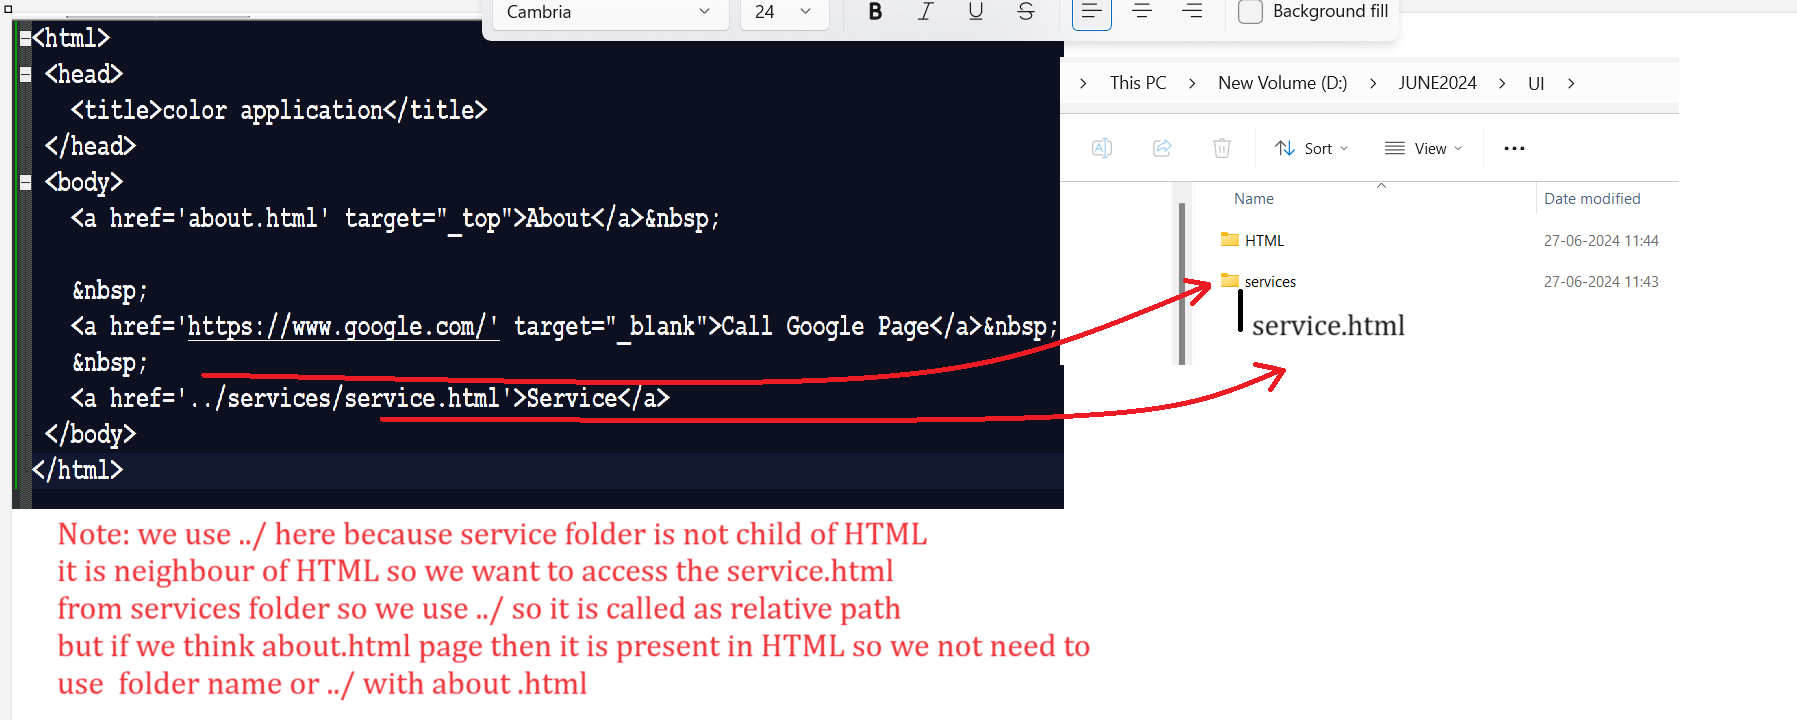 Cambria 24 B I U S Background fill
<html>
<head>
<title>color application</title>
</head>
<body>
<a href='about.html' target="_top">About</a>&nbsp;
&nbsp;
<a href='https://www.google.com/' target="_blank">Call Google Page</a>&nbsp;
&nbsp;
<a href='../services/service.html'>Service</a>
</body>
</html>
> This PC > New Volume (D:) > JUNE2024 > UI >
Sort View ...
Name Date modified
HTML 27-06-2024 11:44
services 27-06-2024 11:43
service.html
Note: we use ../ here because service folder is not child of HTML
it is neighbour of HTML so we want to access the service.html
from services folder so we use ../ so it is called as relative path
but if we think about.html page then it is present in HTML so we not need to
use  folder name or ../ with about .html